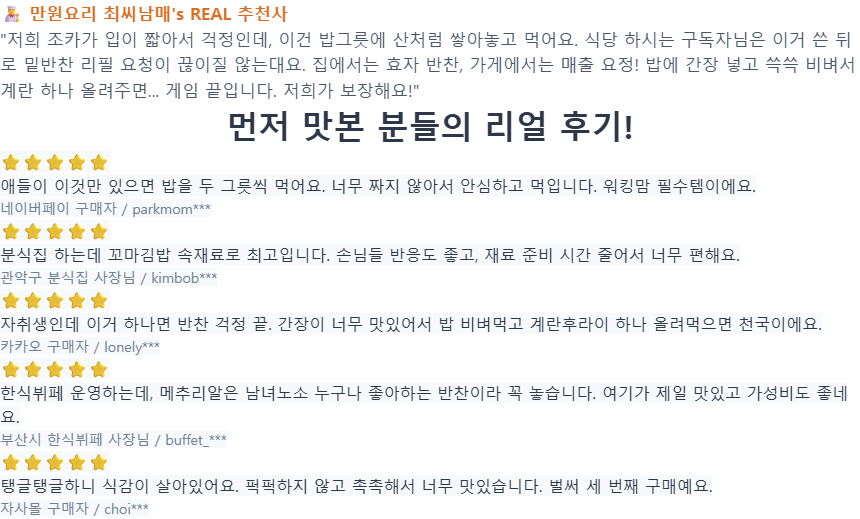 만원요리 최씨남매's REAL 추천사
"저희 조카가 입이 짧아서 걱정인데, 이건 밥그릇에 산처럼 쌓아놓고 먹어요. 식당 하시는 구독자님은 이거 쓴 뒤
로 밑반찬 리필 요청이 끊이질 않는대요. 집에서는 효자 반찬, 가게에서는 매출 요정! 밥에 간장 넣고 쓱쓱 비벼서
계란 하나 올려주면... 게임 끝입니다. 저희가 보장해요!"
먼저 맛본 분들의 리얼 후기!
애들이 이것만 있으면 밥을 두 그릇씩 먹어요. 너무 짜지 않아서 안심하고 먹입니다. 워킹맘 필수템이에요.
네이버페이 구매자 / parkmom***
분식집 하는데 꼬마김밥 속재료로 최고입니다. 손님들 반응도 좋고, 재료 준비 시간 줄어서 너무 편해요.
관악구 분식집 사장님 / kimbob***
자취생인데 이거 하나면 반찬 걱정 끝. 간장이 너무 맛있어서 밥 비벼먹고 계란후라이 하나 올려먹으면 천국이에요.
카카오 구매자 / lonely***
한식뷔페 운영하는데, 메추리알은 남녀노소 누구나 좋아하는 반찬이라 꼭 놓습니다. 여기가 제일 맛있고 가성비도 좋네
요.
부산시 한식뷔페 사장님 / buffet_***
탱글탱글하니 식감이 살아있어요. 퍽퍽하지 않고 촉촉해서 너무 맛있습니다. 벌써 세 번째 구매예요.
자사몰 구매자 / choi***